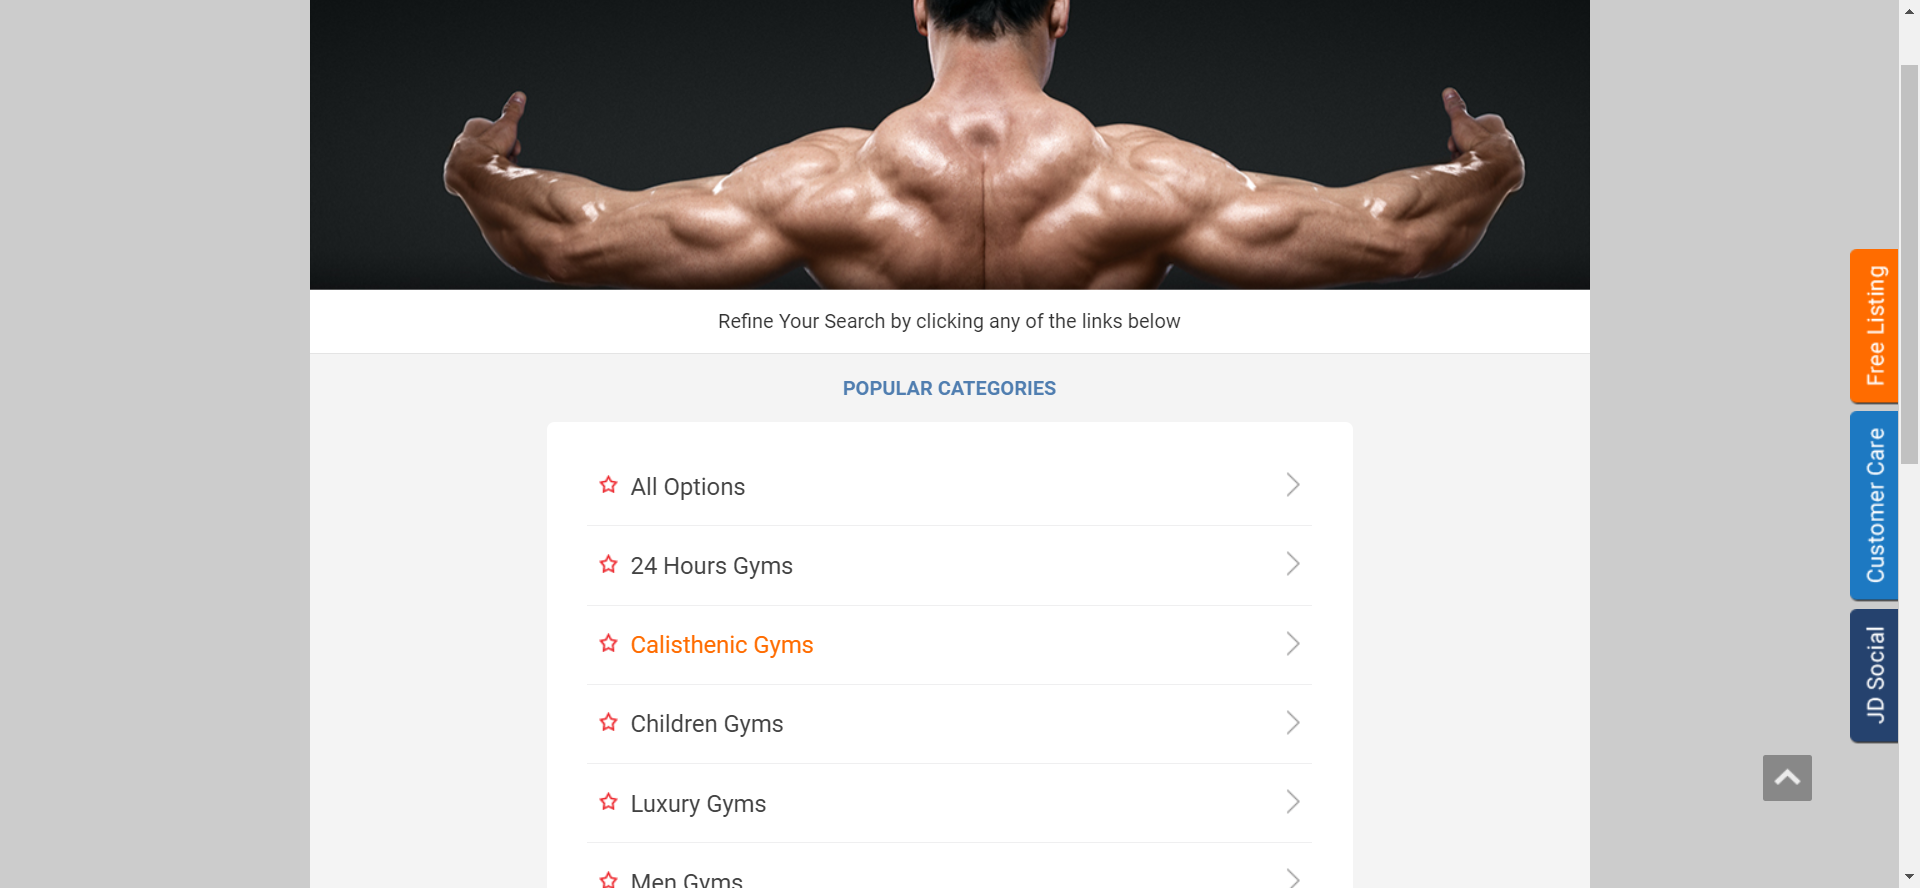 Refine Your Search by clicking any of the links below
POPULAR CATEGORIES
All Options
24 Hours Gyms
Calisthenic Gyms
Children Gyms
Luxury Gyms
Men Gyms
Free Listing
Customer Care
JD Social